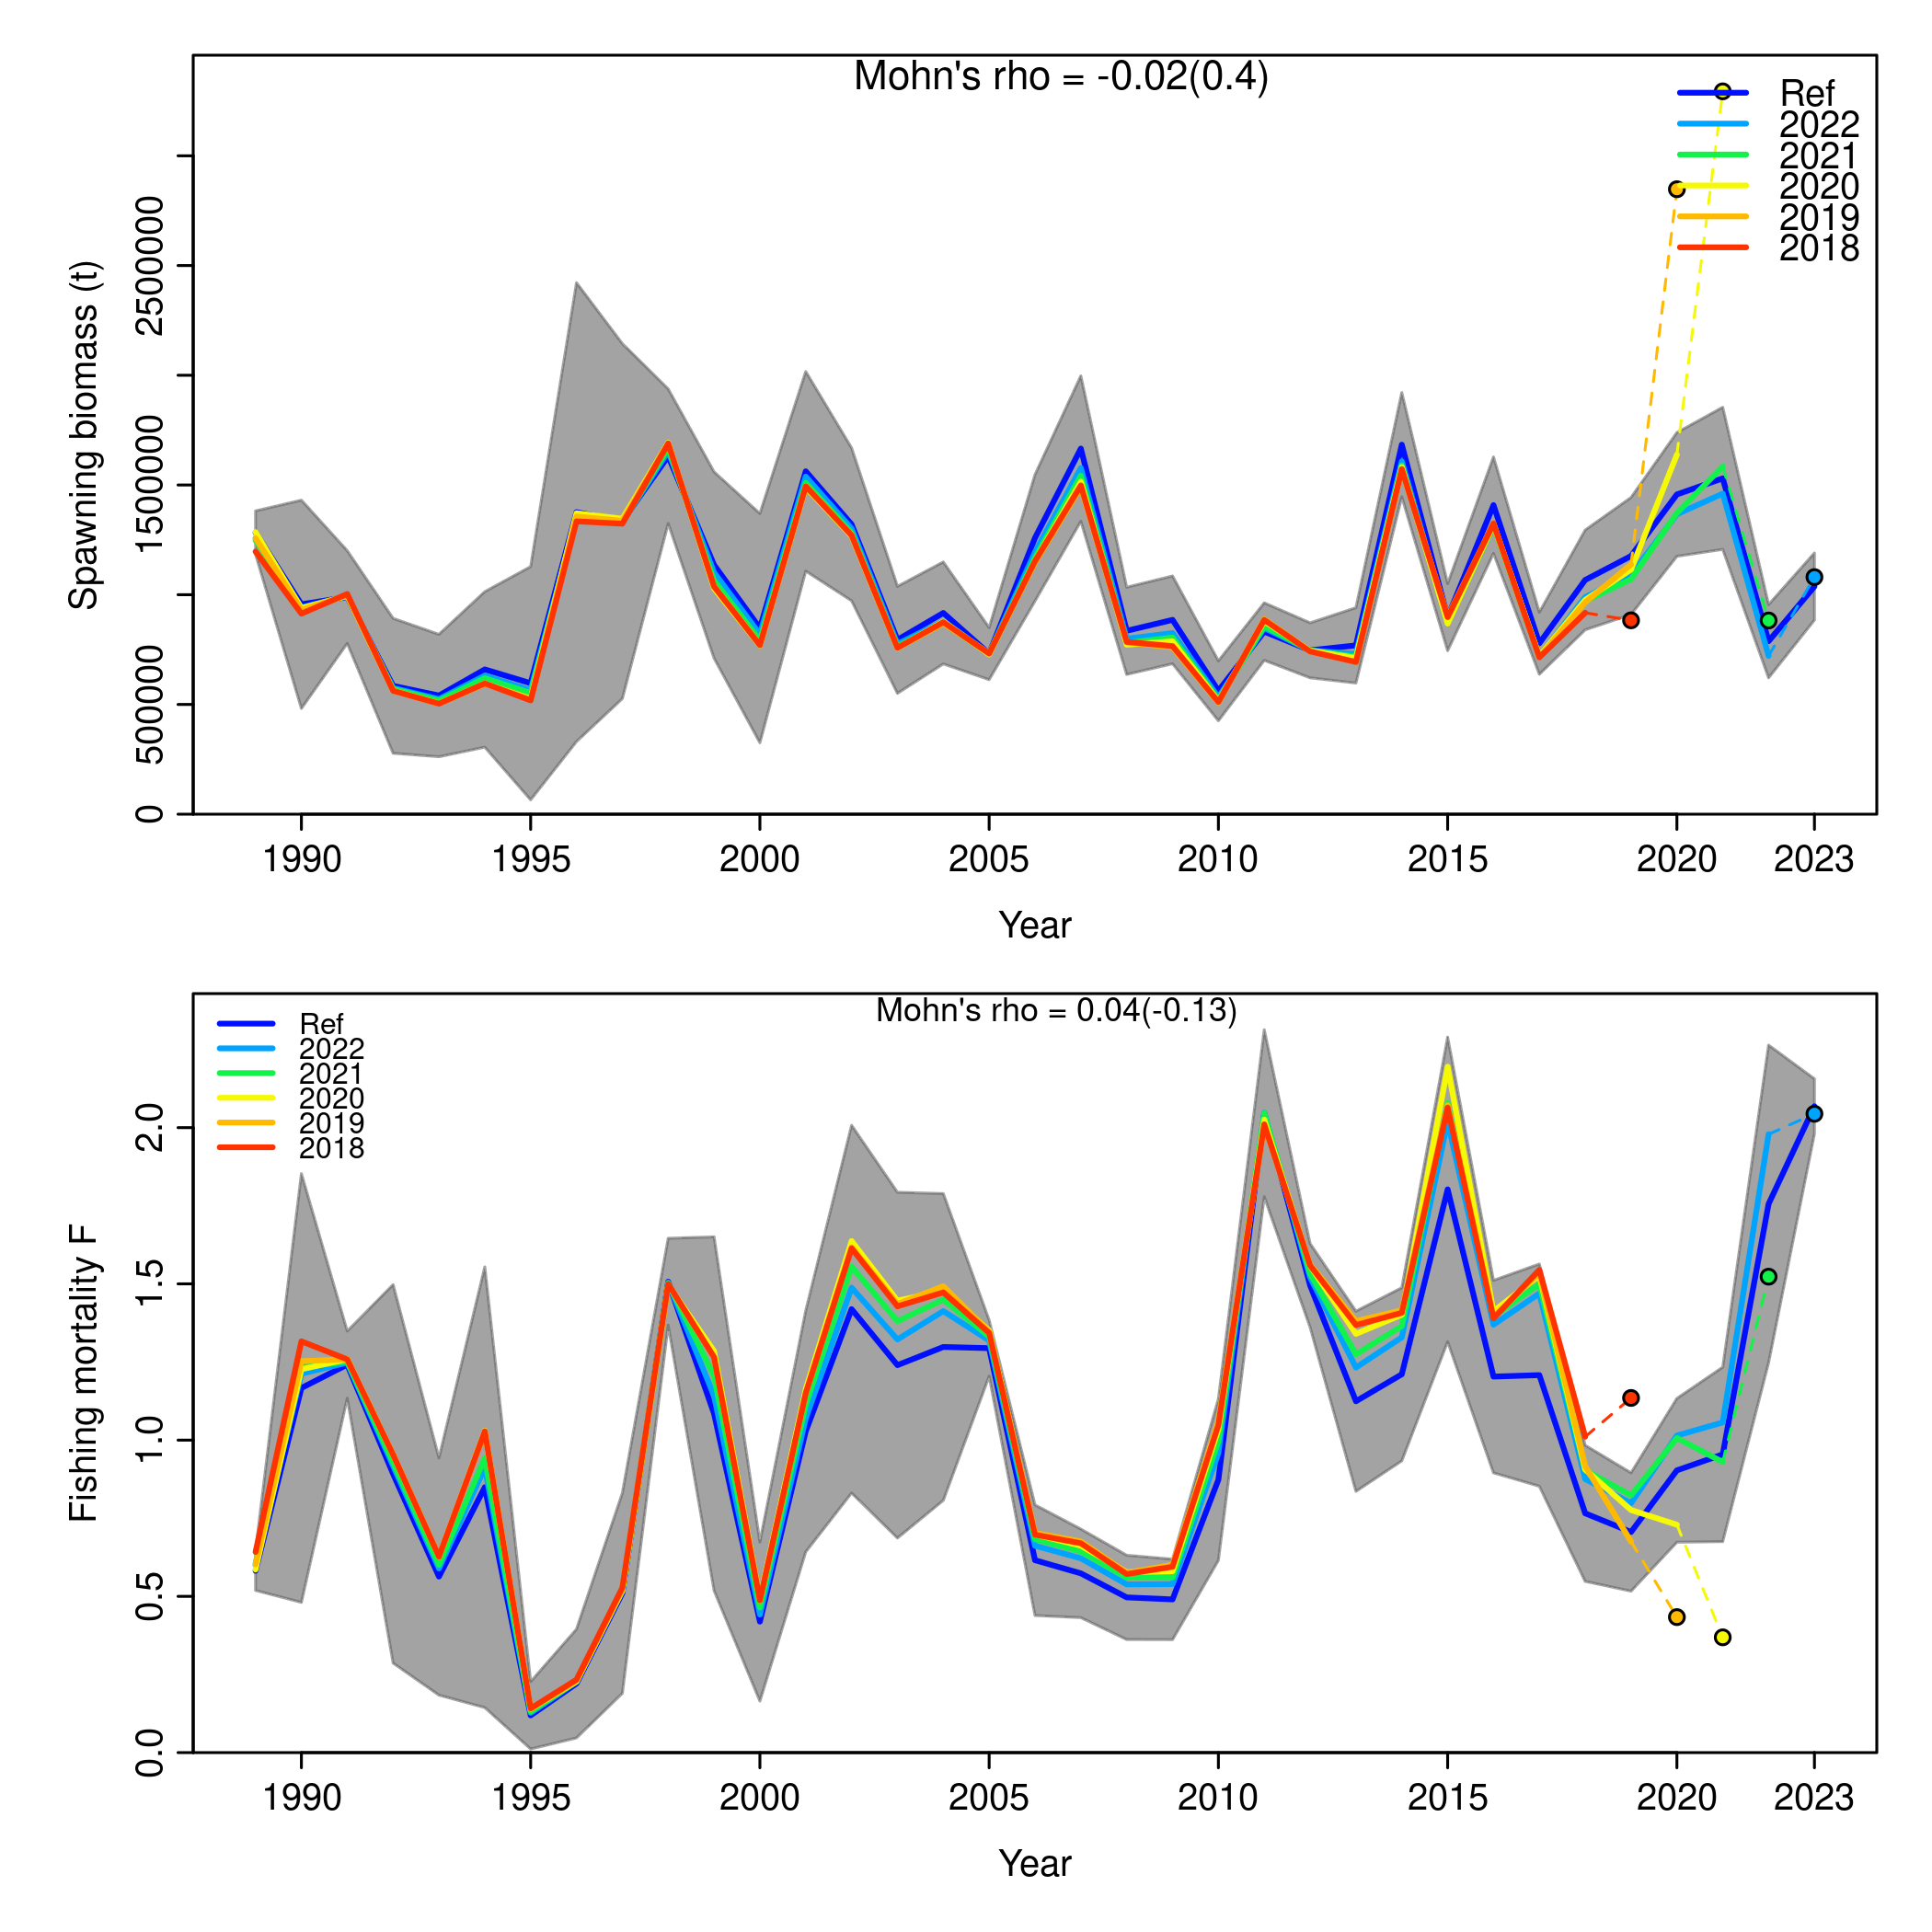 Mohn's rho = -0.02(0.4)
Ref
2022
2021
2020
2019
2018
Spawning biomass (t)
0
500000
1500000
2500000
1990 1995 2000 2005 2010 2015 2020 2023
Year
Mohn's rho = 0.04(-0.13)
Ref
2022
2021
2020
2019
2018
Fishing mortality F
0.0
0.5
1.0
1.5
2.0
1990 1995 2000 2005 2010 2015 2020 2023
Year